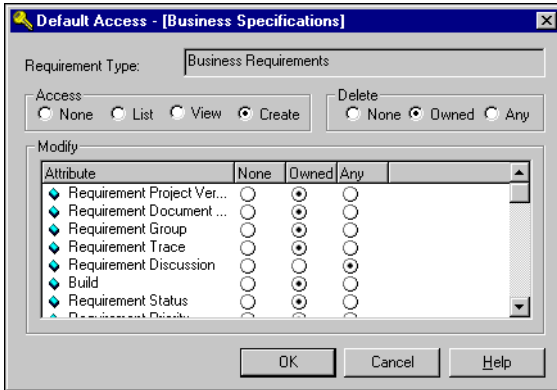 Default Access - [Business Specifications]
Requirement Type: Business Requirements
Access Delete
None List View Create None Owned Any
Modify
Attribute None Owned Any
Requirement Project Ver...
Requirement Document ...
Requirement Group
Requirement Trace
Requirement Discussion
Build
Requirement Status
Requirement Priority
OK Cancel Help